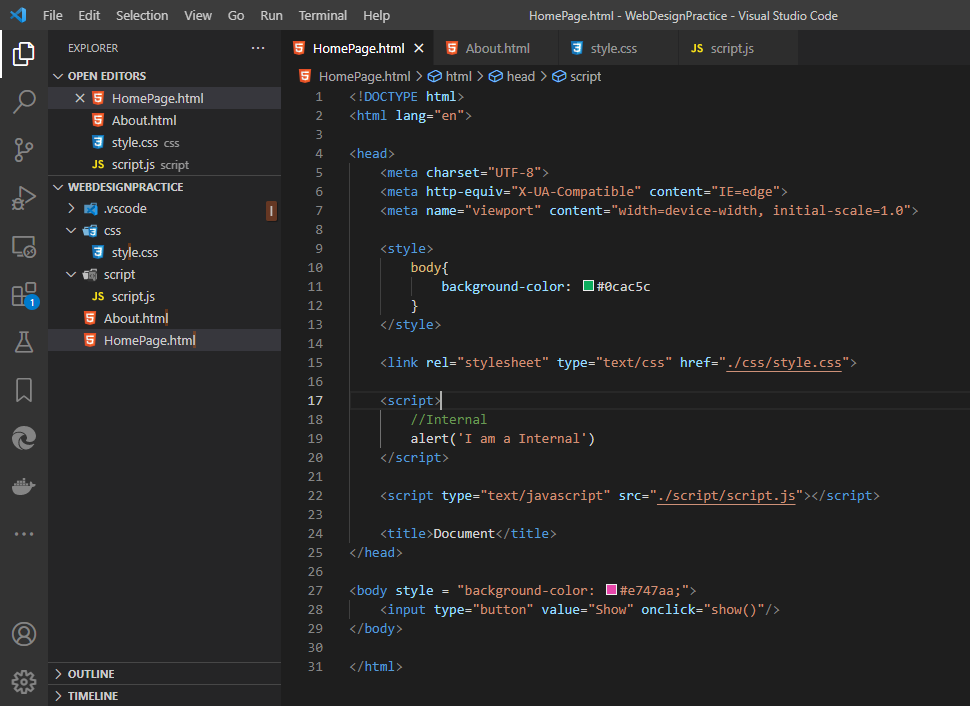 File Edit Selection View Go Run Terminal Help HomePage.html - WebDesignPractice - Visual Studio Code
EXPLORER ···
OPEN EDITORS
HomePage.html
About.html
style.css css
JS script.js script
WEBDESIGNPRACTICE
.vscode
css
style.css
script
JS script.js
About.html
HomePage.html
OUTLINE
TIMELINE
1
HomePage.html About.html style.css JS script.js
HomePage.html > html > head > script
1 <!DOCTYPE html>
2 <html lang="en">
3
4 <head>
5     <meta charset="UTF-8">
6     <meta http-equiv="X-UA-Compatible" content="IE=edge">
7     <meta name="viewport" content="width=device-width, initial-scale=1.0">
8
9     <style>
10         body{
11             background-color: #0cac5c
12         }
13     </style>
14
15     <link rel="stylesheet" type="text/css" href="./css/style.css">
16
17     <script>
18         //Internal
19         alert('I am a Internal')
20     </script>
21
22     <script type="text/javascript" src="./script/script.js"></script>
23
24     <title>Document</title>
25 </head>
26
27 <body style = "background-color: #e747aa;">
28     <input type="button" value="Show" onclick="show()"/>
29 </body>
30
31 </html>